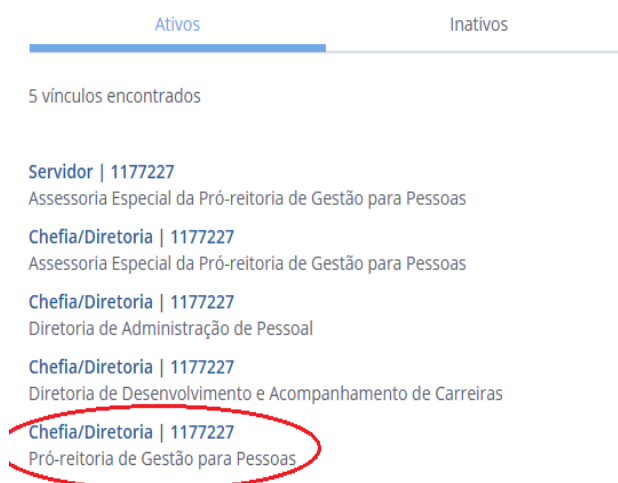 Ativos Inativos
5 vínculos encontrados
Servidor | 1177227
Assessoria Especial da Pró-reitoria de Gestão para Pessoas
Chefia/Diretoria | 1177227
Assessoria Especial da Pró-reitoria de Gestão para Pessoas
Chefia/Diretoria | 1177227
Diretoria de Administração de Pessoal
Chefia/Diretoria | 1177227
Diretoria de Desenvolvimento e Acompanhamento de Carreiras
Chefia/Diretoria | 1177227
Pró-reitoria de Gestão para Pessoas